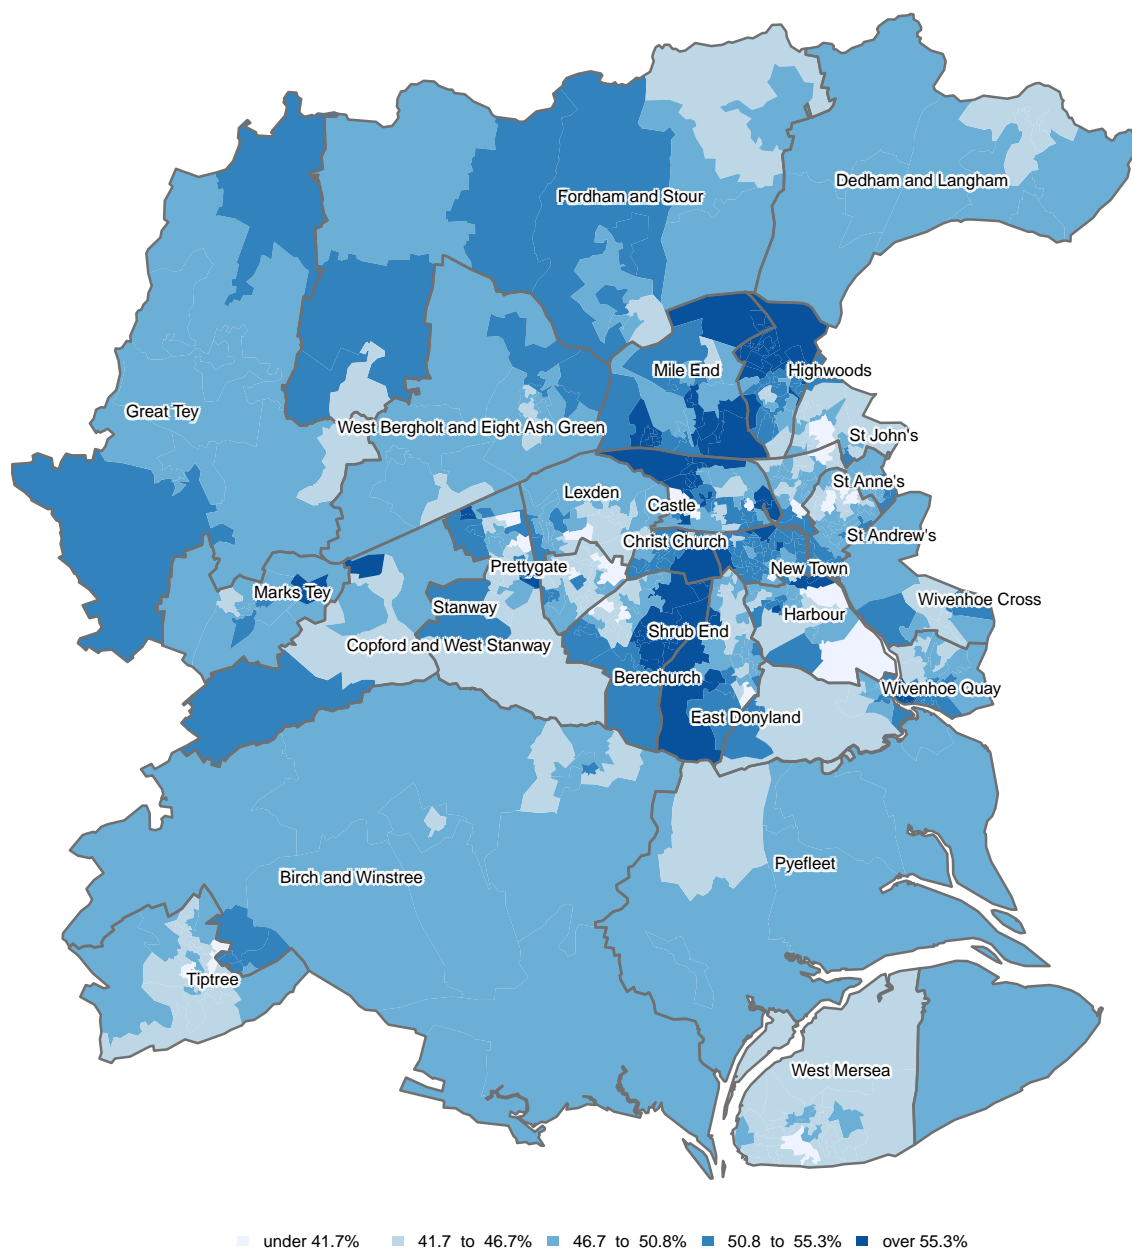 Dedham and Langham
Fordham and Stour
Mile End
Highwoods
Great Tey
West Bergholt and Eight Ash Green
St John's
St Anne's
Lexden
Castle
St Andrew's
Christ Church
Prettygate
New Town
Marks Tey
Stanway
Harbour
Wivenhoe Cross
Shrub End
Copford and West Stanway
Berechurch
Wivenhoe Quay
East Donyland
Pyefleet
Birch and Winstree
Tiptree
West Mersea
under 41.7% 41.7 to 46.7% 46.7 to 50.8% 50.8 to 55.3% over 55.3%